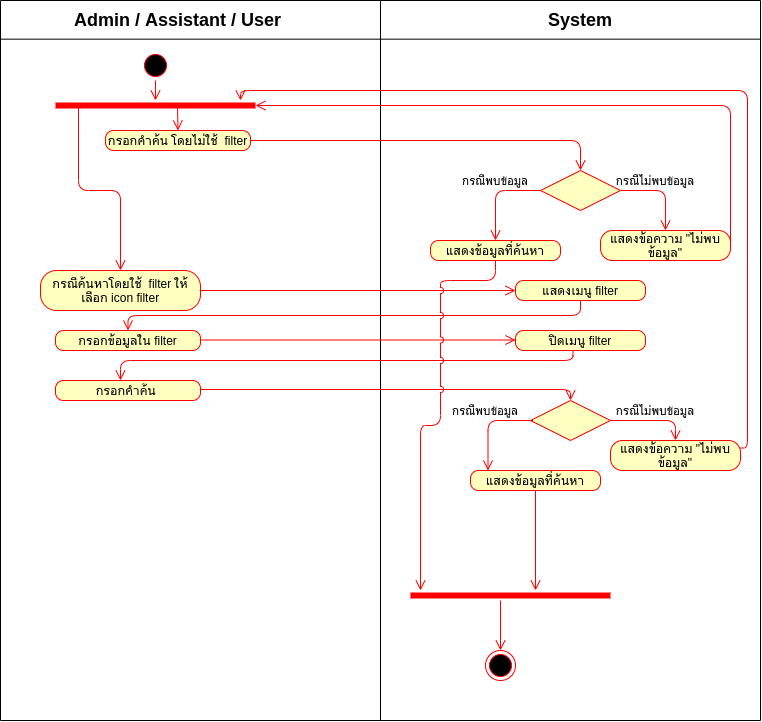 Admin / Assistant / User
System
กรอกคำค้น โดยไม่ใช้ filter
กรณีพบข้อมูล
กรณีไม่พบข้อมูล
แสดงข้อมูลที่ค้นหา
แสดงข้อความ "ไม่พบ
ข้อมูล"
กรณีค้นหาโดยใช้ filter ให้
เลือก icon filter
แสดงเมนู filter
กรอกข้อมูลใน filter
ปิดเมนู filter
กรอกคำค้น
กรณีพบข้อมูล
กรณีไม่พบข้อมูล
แสดงข้อความ "ไม่พบ
ข้อมูล"
แสดงข้อมูลที่ค้นหา